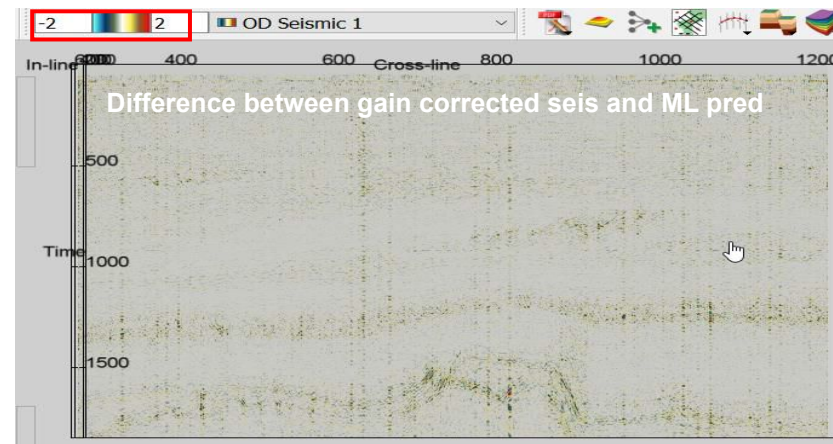 -2 2 OD Seismic 1
PDF
In-line 400 600 Cross-line 800 1000 1200
Difference between gain corrected seis and ML pred
500
Time
1000
1500